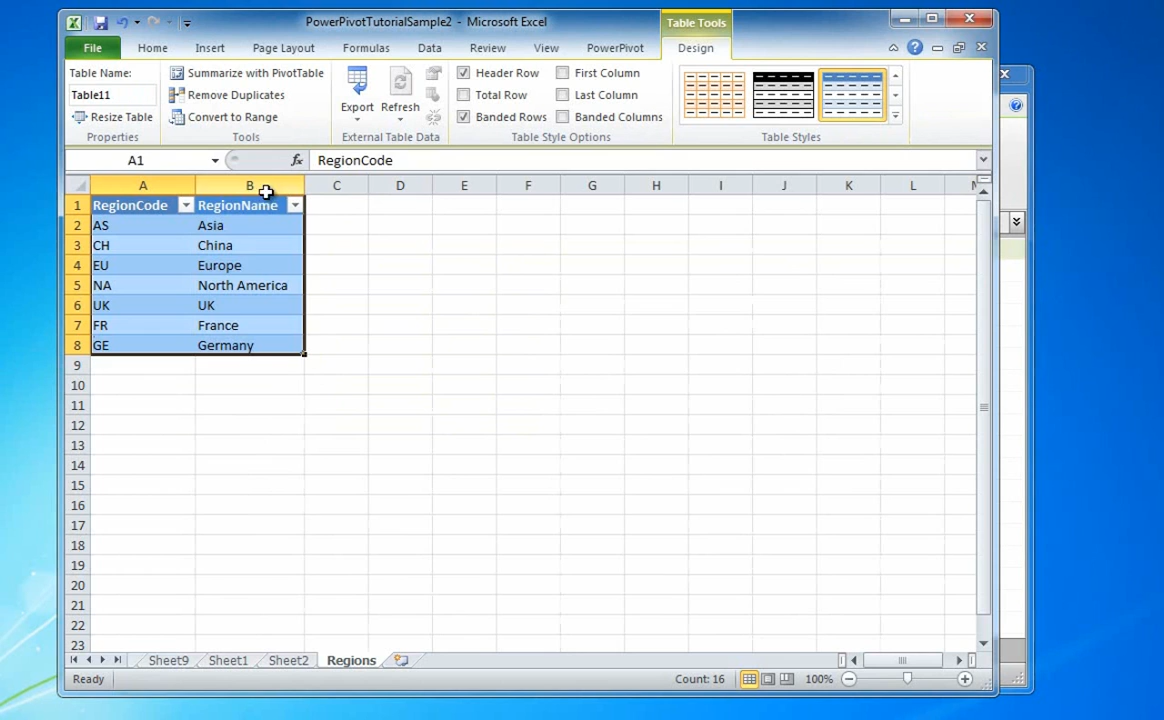 PowerPivotTutorialSample2 - Microsoft Excel
Table Tools
File Home Insert Page Layout Formulas Data Review View PowerPivot Design
Table Name:
Table11
Resize Table
Properties
Summarize with PivotTable
Remove Duplicates
Convert to Range
Tools
Export Refresh
External Table Data
Header Row First Column
Total Row Last Column
Banded Rows Banded Columns
Table Style Options
Table Styles
A1 fx RegionCode
A B C D E F G H I J K L
1 RegionCode RegionName
2 AS Asia
3 CH China
4 EU Europe
5 NA North America
6 UK UK
7 FR France
8 GE Germany
9
10
11
12
13
14
15
16
17
18
19
20
21
22
23
Sheet9 Sheet1 Sheet2 Regions
Ready Count: 16 100%